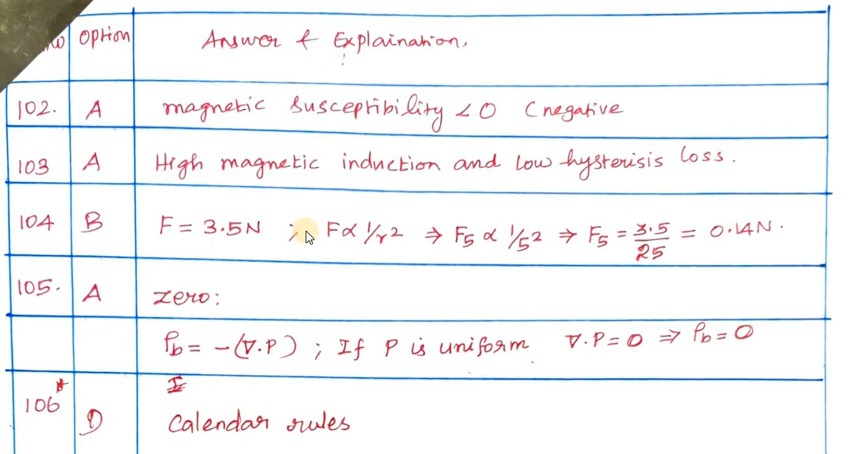 Option Answer & Explaination.
102. A magnetic susceptibility < 0 (negative
103 A High magnetic induction and low hysterisis loss.
104 B F = 3.5N ; F ∝ 1/r2 ⇒ F5 ∝ 1/52 ⇒ F5 = 3.5/25 = 0.14N.
105. A zero:
ρb = -(∇.P) ; If P is uniform ∇.P = 0 ⇒ ρb = 0
106* D Calendar rules